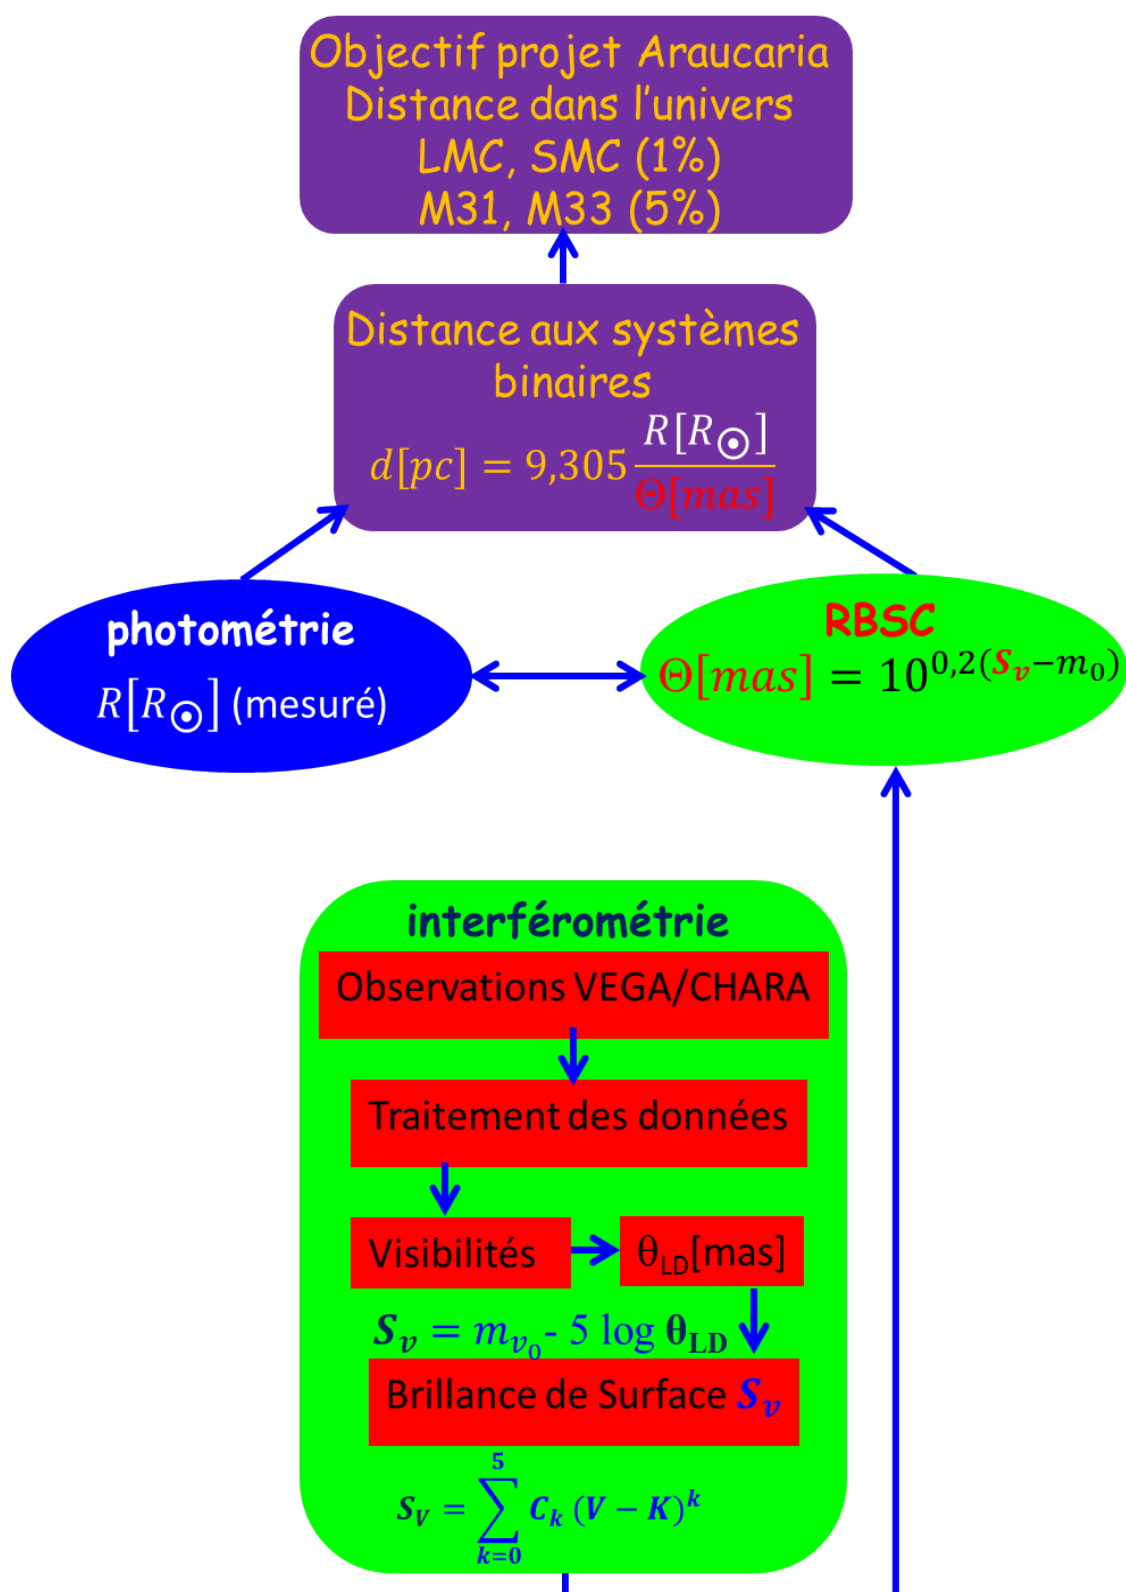 Objectif projet Araucaria
Distance dans l'univers
LMC, SMC (1%)
M31, M33 (5%)
Distance aux systèmes
binaires
d[pc] = 9,305 R[R☉] / Θ[mas]
photométrie
R[R☉] (mesuré)
RBSC
Θ[mas] = 10^{0,2(S_v−m_0)}
interférométrie
Observations VEGA/CHARA
Traitement des données
Visibilités
θ_LD[mas]
S_v = m_{v_0} - 5 log θ_LD
Brillance de Surface S_v
S_V = ∑_{k=0}^{5} C_k (V − K)^k